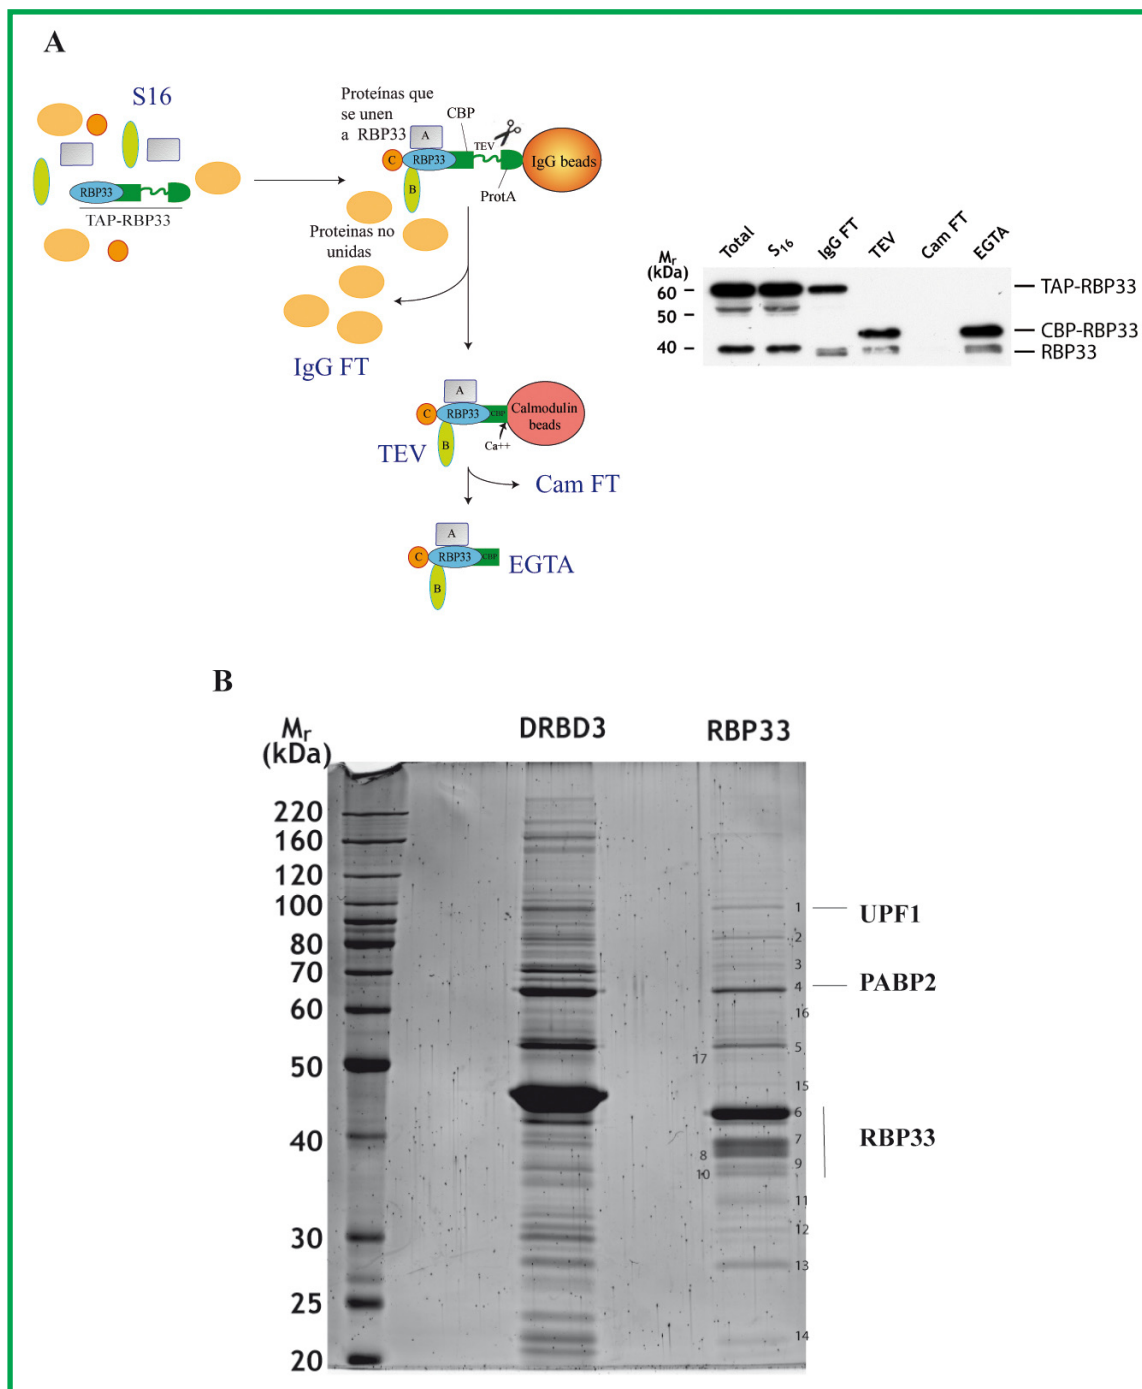 A
S16
RBP33
TAP-RBP33
Proteínas que
se unen
a RBP33
CBP
A
TEV
C
RBP33
B
IgG beads
ProtA
Proteinas no
unidas
IgG FT
A
C
RBP33
CBP
B
Calmodulin
beads
Ca++
TEV
Cam FT
A
C
RBP33
CBP
B
EGTA
Total
S16
IgG FT
TEV
Cam FT
EGTA
Mr
(kDa)
60
50
40
TAP-RBP33
CBP-RBP33
RBP33
B
Mr
(kDa)
DRBD3
RBP33
220
160
120
100
80
70
60
50
40
30
25
20
1
2
3
4
16
5
17
15
6
7
8
9
10
11
12
13
14
UPF1
PABP2
RBP33